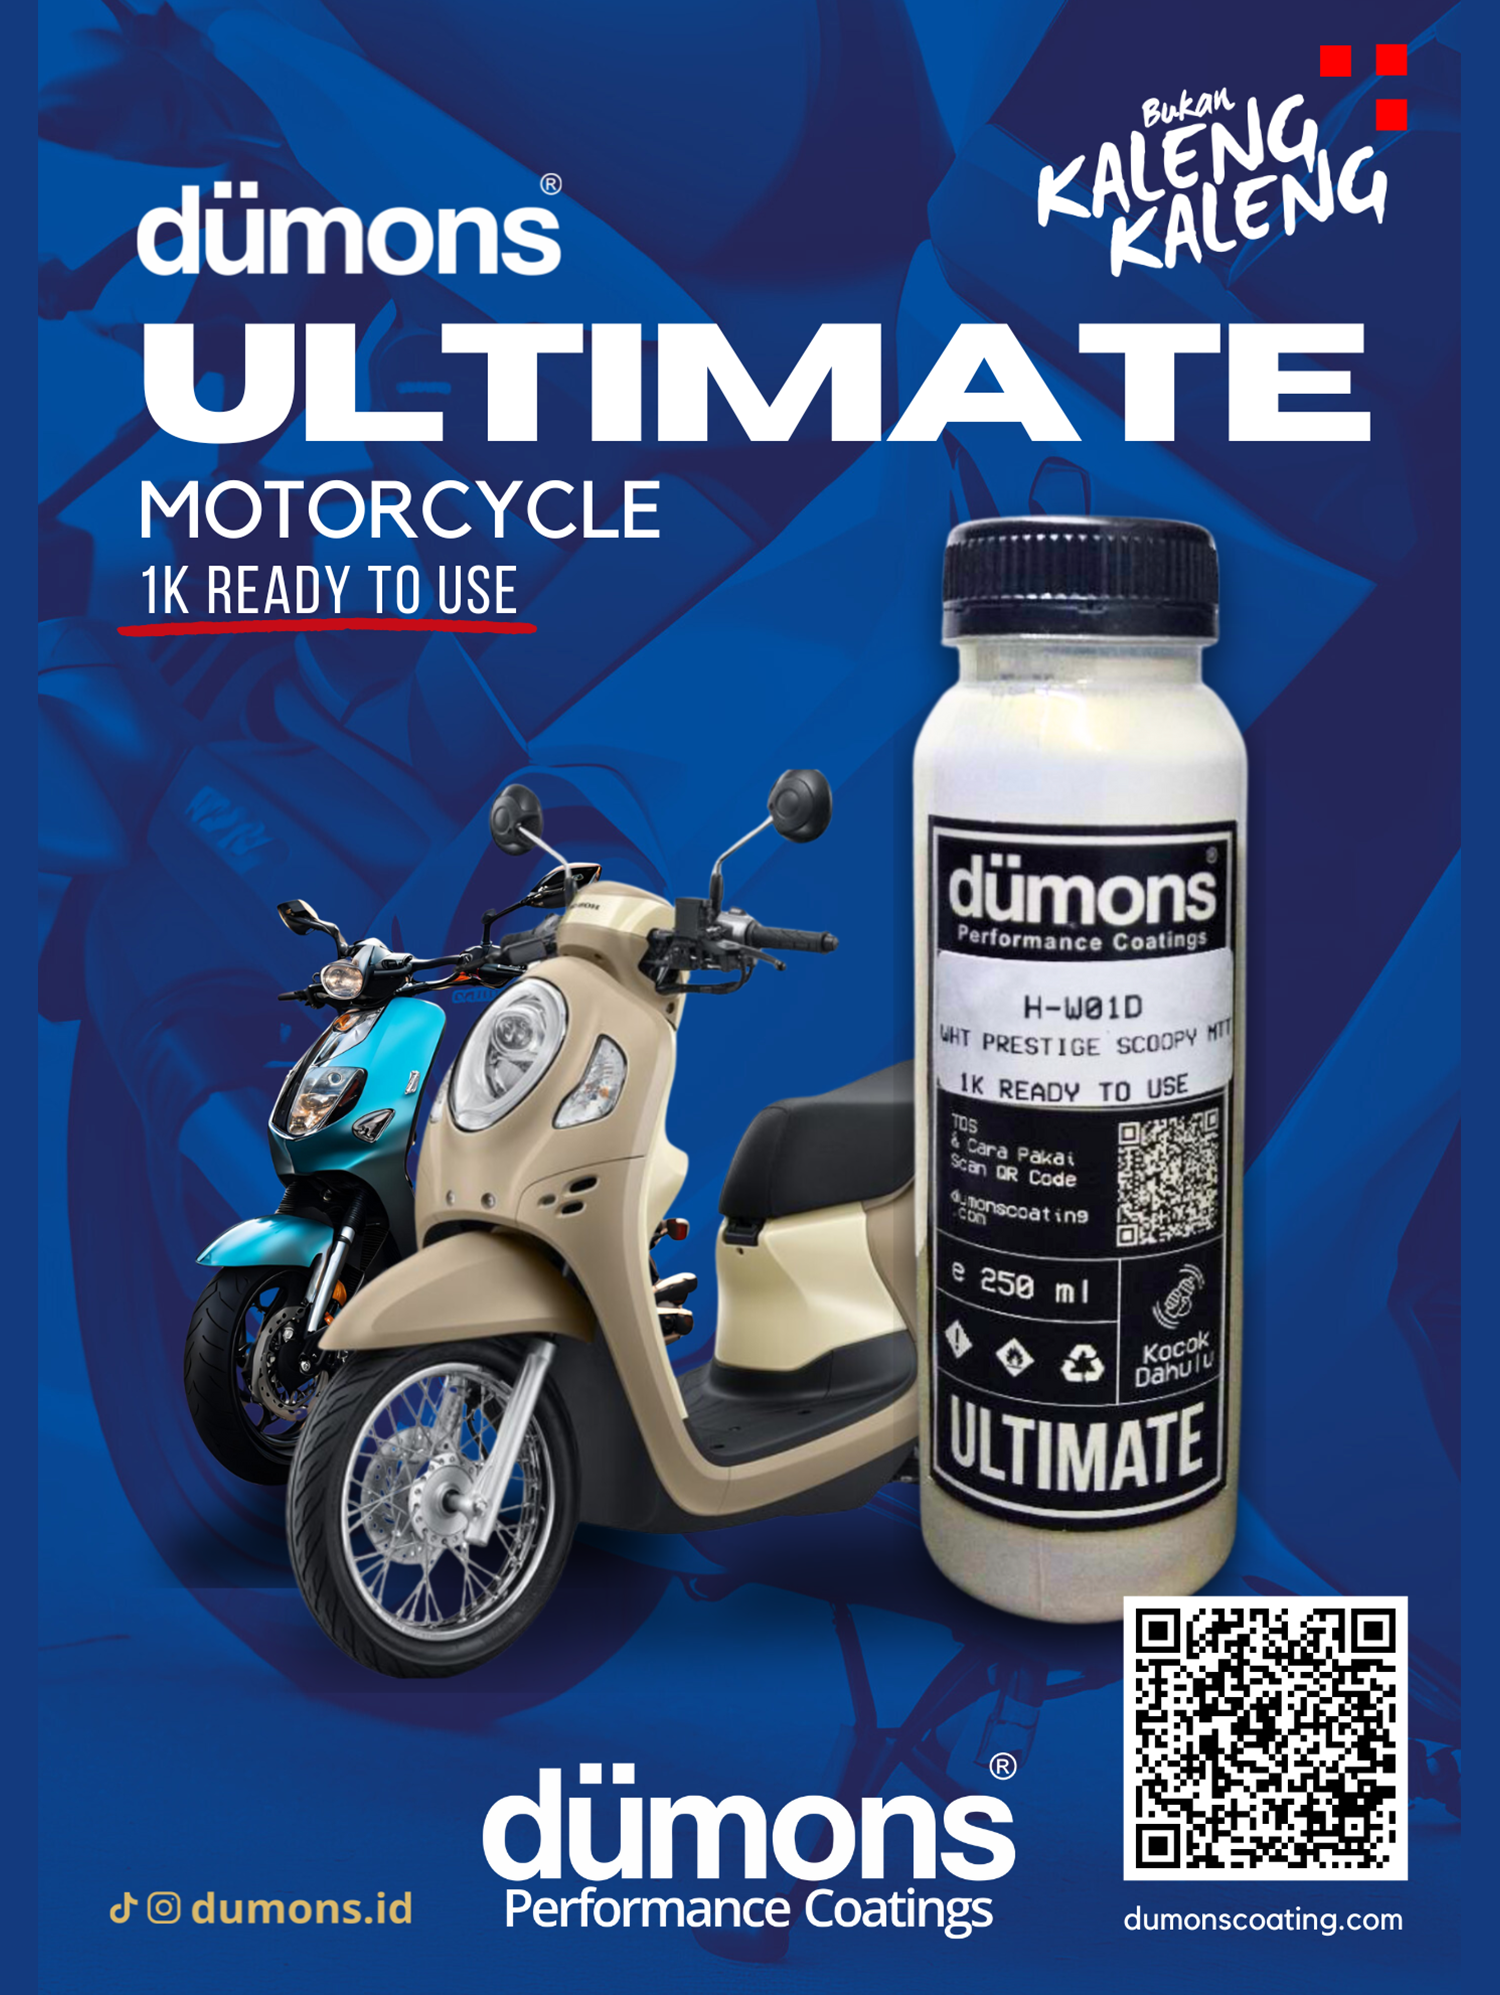 Bukan
KALENG
KALENG
dümons®
ULTIMATE
MOTORCYCLE
1K READY TO USE
dümons®
Performance Coatings
H-W01D
WHT PRESTIGE SCOOPY MTT
1K READY TO USE
TDS
& Cara Pakai
Scan QR Code
dumonscoating
.com
e 250 ml
Kocok
Dahulu
ULTIMATE
dümons®
Performance Coatings
dumons.id
dumonscoating.com